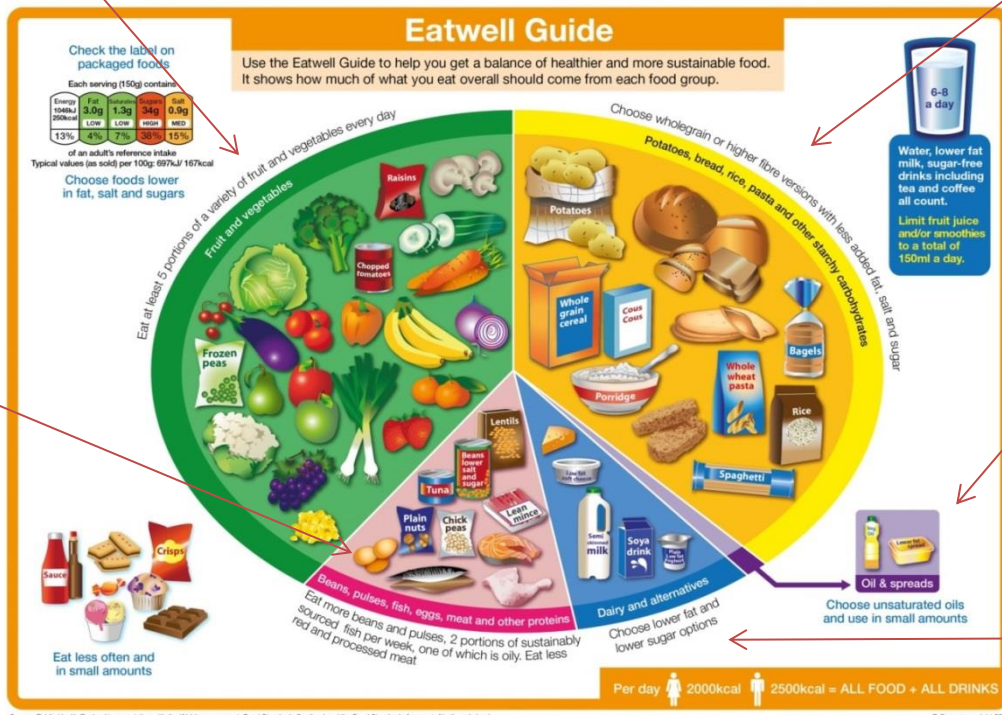 Eatwell Guide
Use the Eatwell Guide to help you get a balance of healthier and more sustainable food.
It shows how much of what you eat overall should come from each food group.
Check the label on
packaged foods
Each serving (150g) contains
Energy
1046kJ
250kcal
13%
Fat
3.0g
LOW
4%
Saturates
1.3g
LOW
7%
Sugars
34g
HIGH
38%
Salt
0.9g
MED
15%
of an adult's reference intake
Typical values (as sold) per 100g: 697kJ/ 167kcal
Choose foods lower
in fat, salt and sugars
6-8
a day
Water, lower fat
milk, sugar-free
drinks including
tea and coffee
all count.
Limit fruit juice
and/or smoothies
to a total of
150ml a day.
Eat at least 5 portions of a variety of fruit and vegetables every day
Fruit and vegetables
Raisins
Chopped
tomatoes
Frozen
peas
Choose wholegrain or higher fibre versions with less added fat, salt and sugar
Potatoes, bread, rice, pasta and other starchy carbohydrates
Potatoes
Whole
grain
cereal
Cous
Cous
Bagels
Whole
wheat
pasta
Porridge
Rice
Spaghetti
Lentils
Beans
lower
salt
and
sugar
Tuna
Lean
mince
Plain
nuts
Chick
peas
Beans, pulses, fish, eggs, meat and other proteins
Eat more beans and pulses, 2 portions of sustainably
sourced fish per week, one of which is oily. Eat less
red and processed meat
Low fat
soft cheese
Semi
skimmed
milk
Soya
drink
Plain
Low fat
Yoghurt
Dairy and alternatives
Choose lower fat and
lower sugar options
Lower fat
spread
Oil & spreads
Choose unsaturated oils
and use in small amounts
Sauce
Crisps
Eat less often and
in small amounts
Per day 2000kcal 2500kcal = ALL FOOD + ALL DRINKS